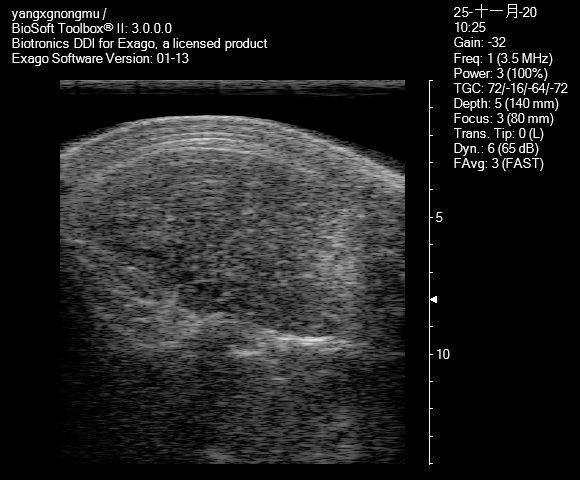 yangxgnongmu /
BioSoft Toolbox® II: 3.0.0.0
Biotronics DDI for Exago, a licensed product
Exago Software Version: 01-13
25-十一月-20
10:25
Gain: -32
Freq: 1 (3.5 MHz)
Power: 3 (100%)
TGC: 72/-16/-64/-72
Depth: 5 (140 mm)
Focus: 3 (80 mm)
Trans. Tip: 0 (L)
Dyn.: 6 (65 dB)
FAvg: 3 (FAST)
5
10